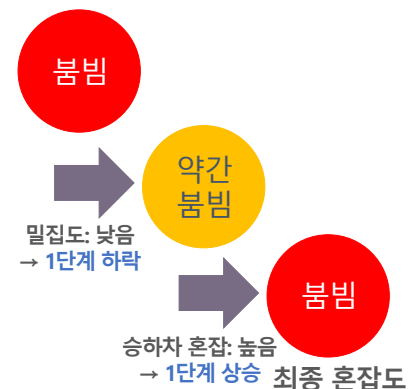 붐빔
약간
붐빔
밀집도: 낮음
→ 1단계 하락
붐빔
승하차 혼잡: 높음
→ 1단계 상승
최종 혼잡도